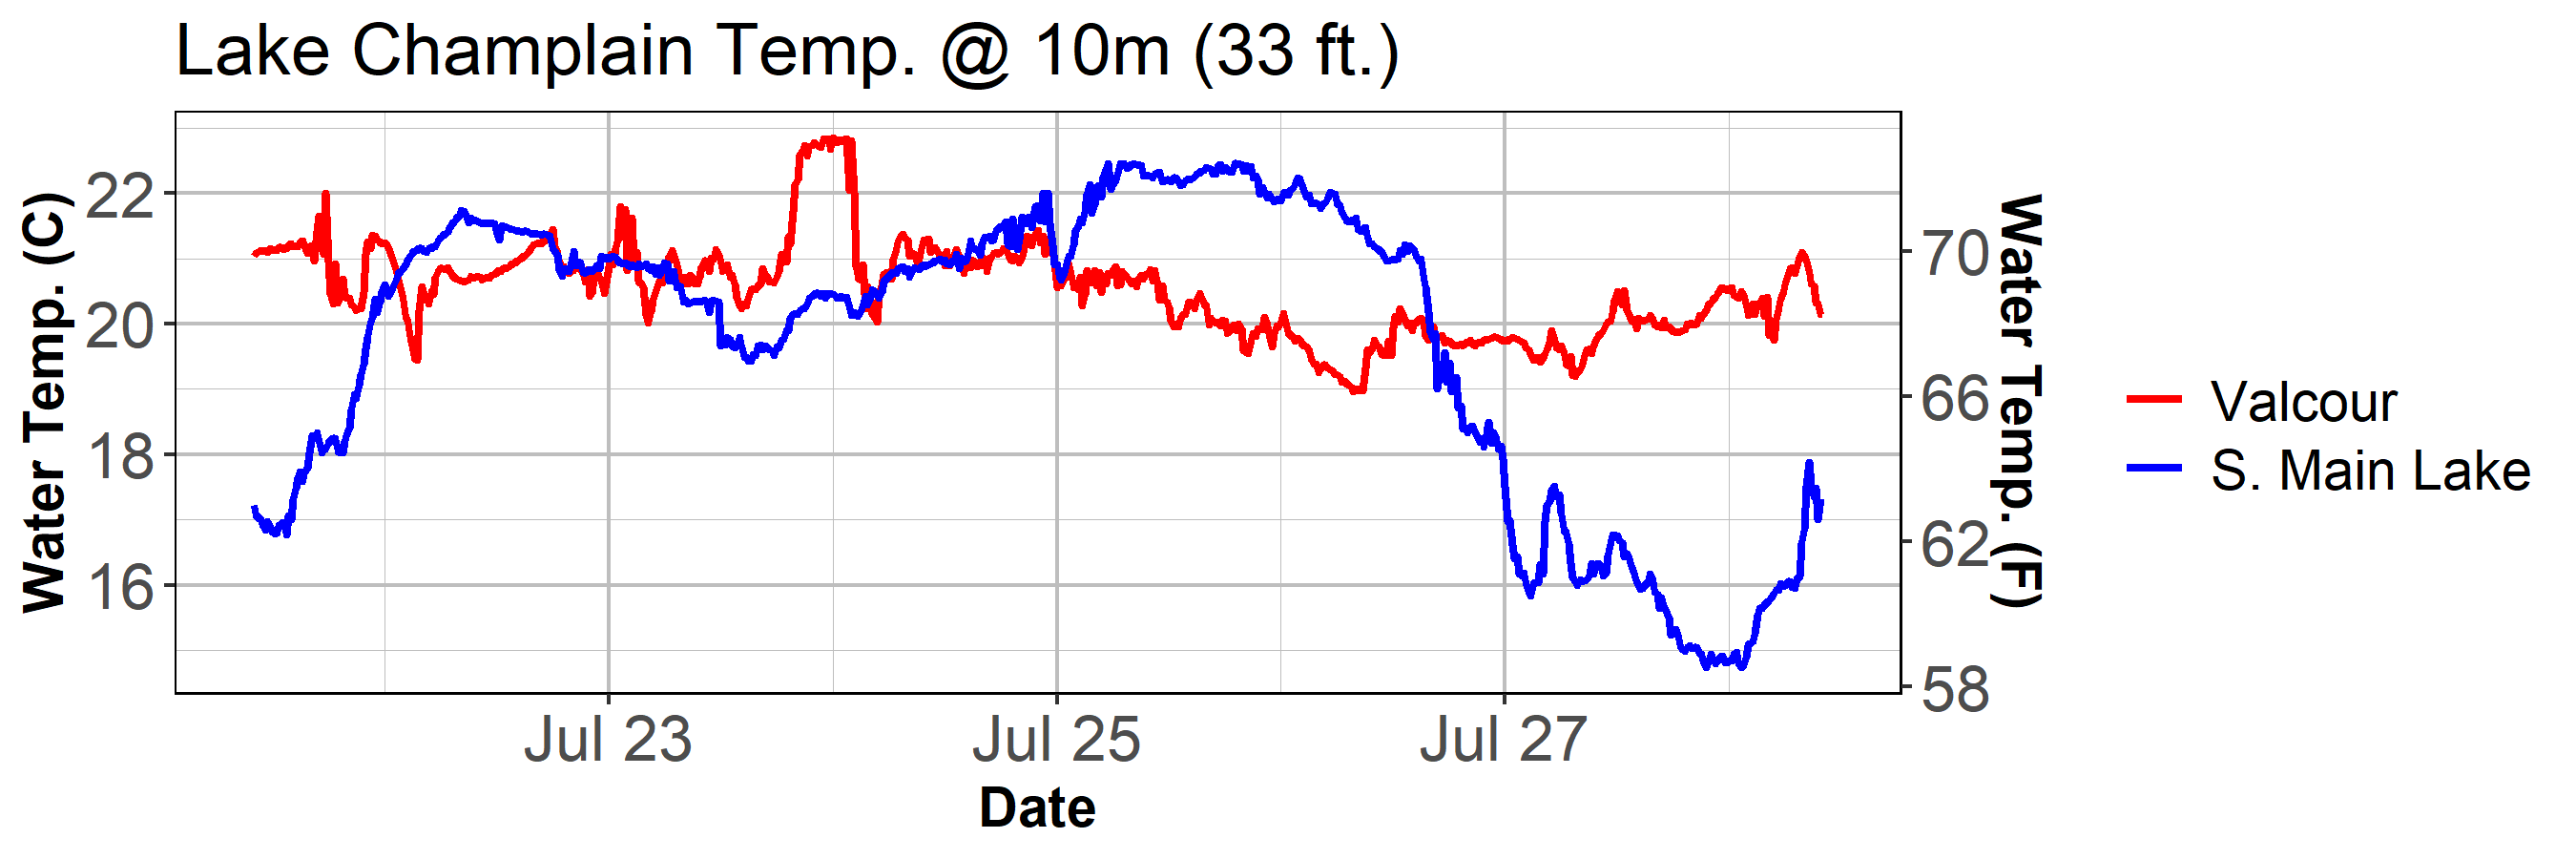 Lake Champlain Temp. @ 10m (33 ft.)
Water Temp. (C)
22
20
18
16
70
66
62
58
Water Temp. (F)
Jul 23
Jul 25
Jul 27
Date
Valcour
S. Main Lake